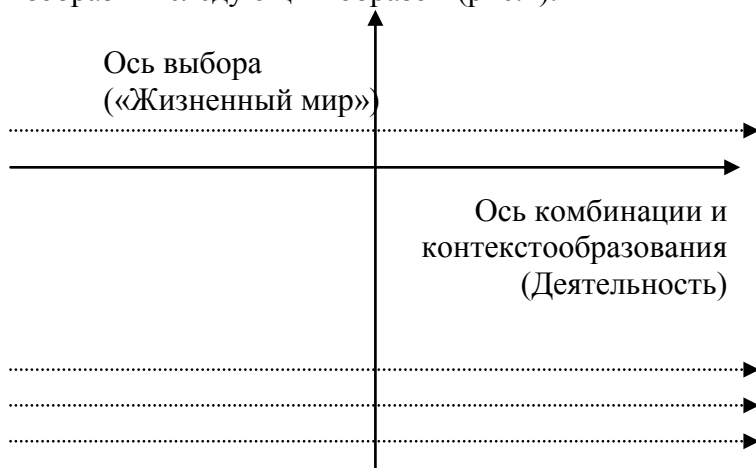 Ось выбора
(«Жизненный мир»)
Ось комбинации и
контекстообразования
(Деятельность)